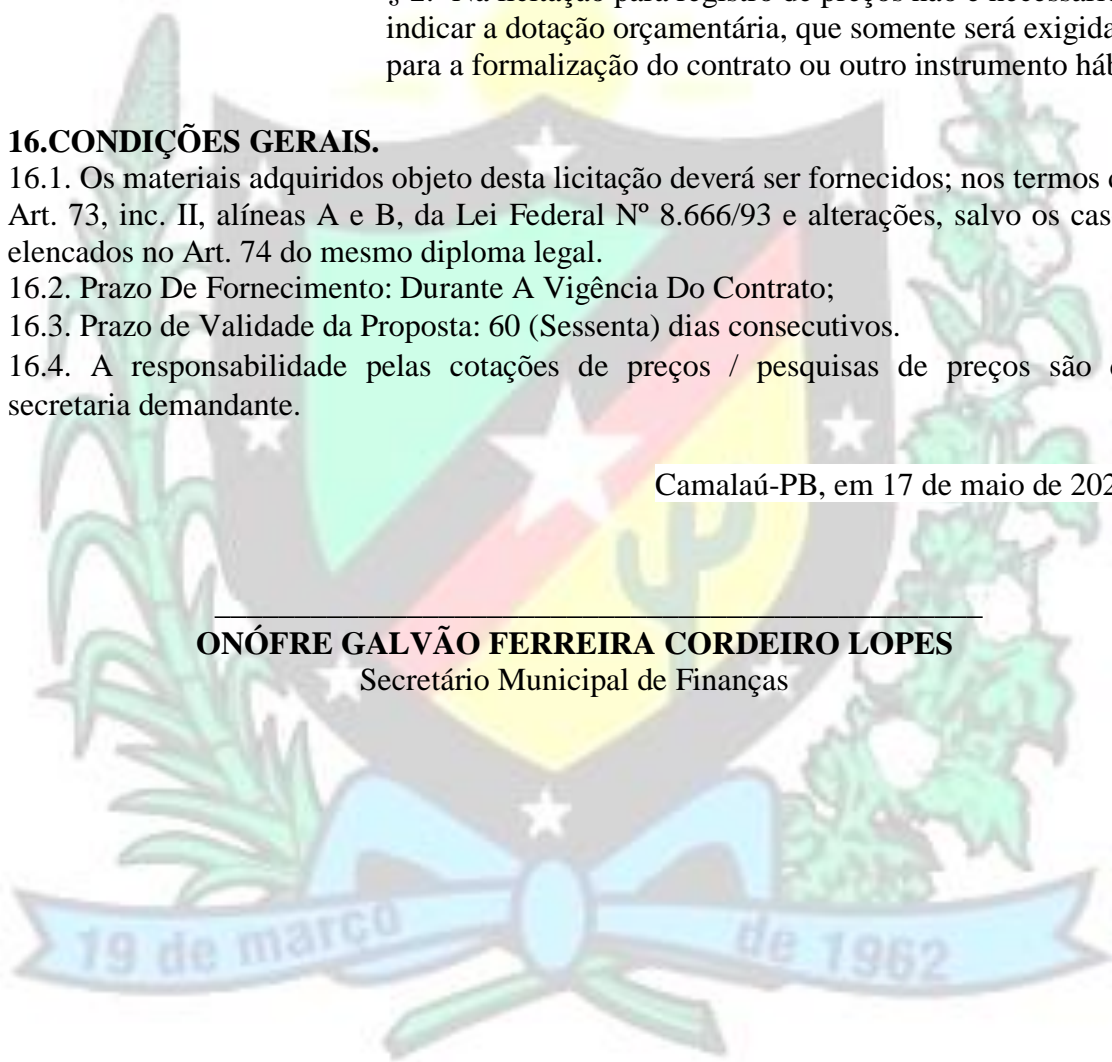 § 2º Na licitação para registro de preços não é necessário
indicar a dotação orçamentária, que somente será exigida
para a formalização do contrato ou outro instrumento
16.CONDIÇÕES GERAIS.
16.1. Os materiais adquiridos objeto desta licitação deverá ser fornecidos; nos termos
Art. 73, inc. II, alíneas A e B, da Lei Federal Nº 8.666/93 e alterações, salvo os
elencados no Art. 74 do mesmo diploma legal.
16.2. Prazo De Fornecimento: Durante A Vigência Do Contrato;
16.3. Prazo de Validade da Proposta: 60 (Sessenta) dias consecutivos.
16.4. A responsabilidade pelas cotações de preços / pesquisas de preços são
secretaria demandante.
Camalaú-PB, em 17 de maio de
ONÓFRE GALVÃO FERREIRA CORDEIRO LOPES
Secretário Municipal de Finanças
19 de março de 1962